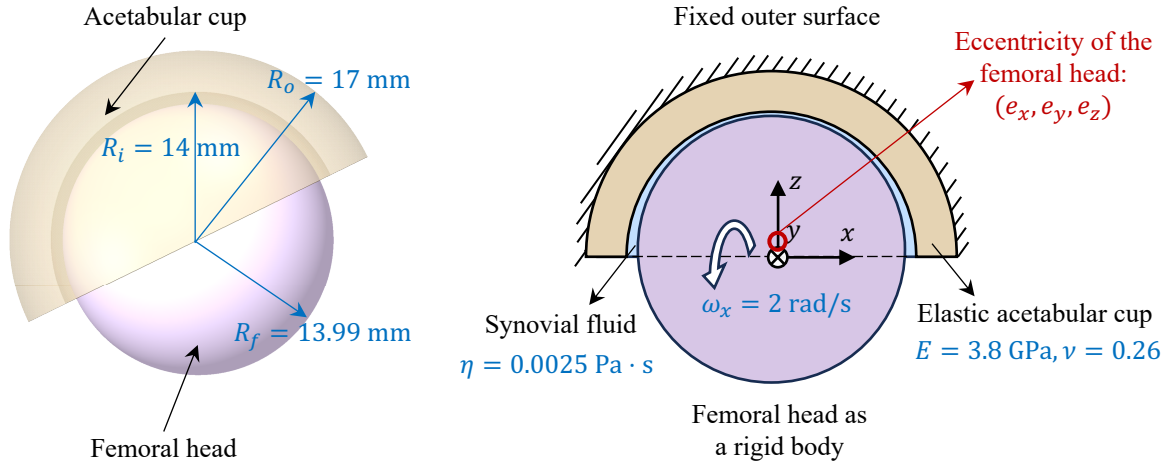 Acetabular cup
R_o = 17 mm
R_i = 14 mm
R_f = 13.99 mm
Femoral head
Fixed outer surface
Eccentricity of the
femoral head:
(e_x, e_y, e_z)
z
y
x
ω_x = 2 rad/s
Synovial fluid
η = 0.0025 Pa · s
Elastic acetabular cup
E = 3.8 GPa, ν = 0.26
Femoral head as
a rigid body